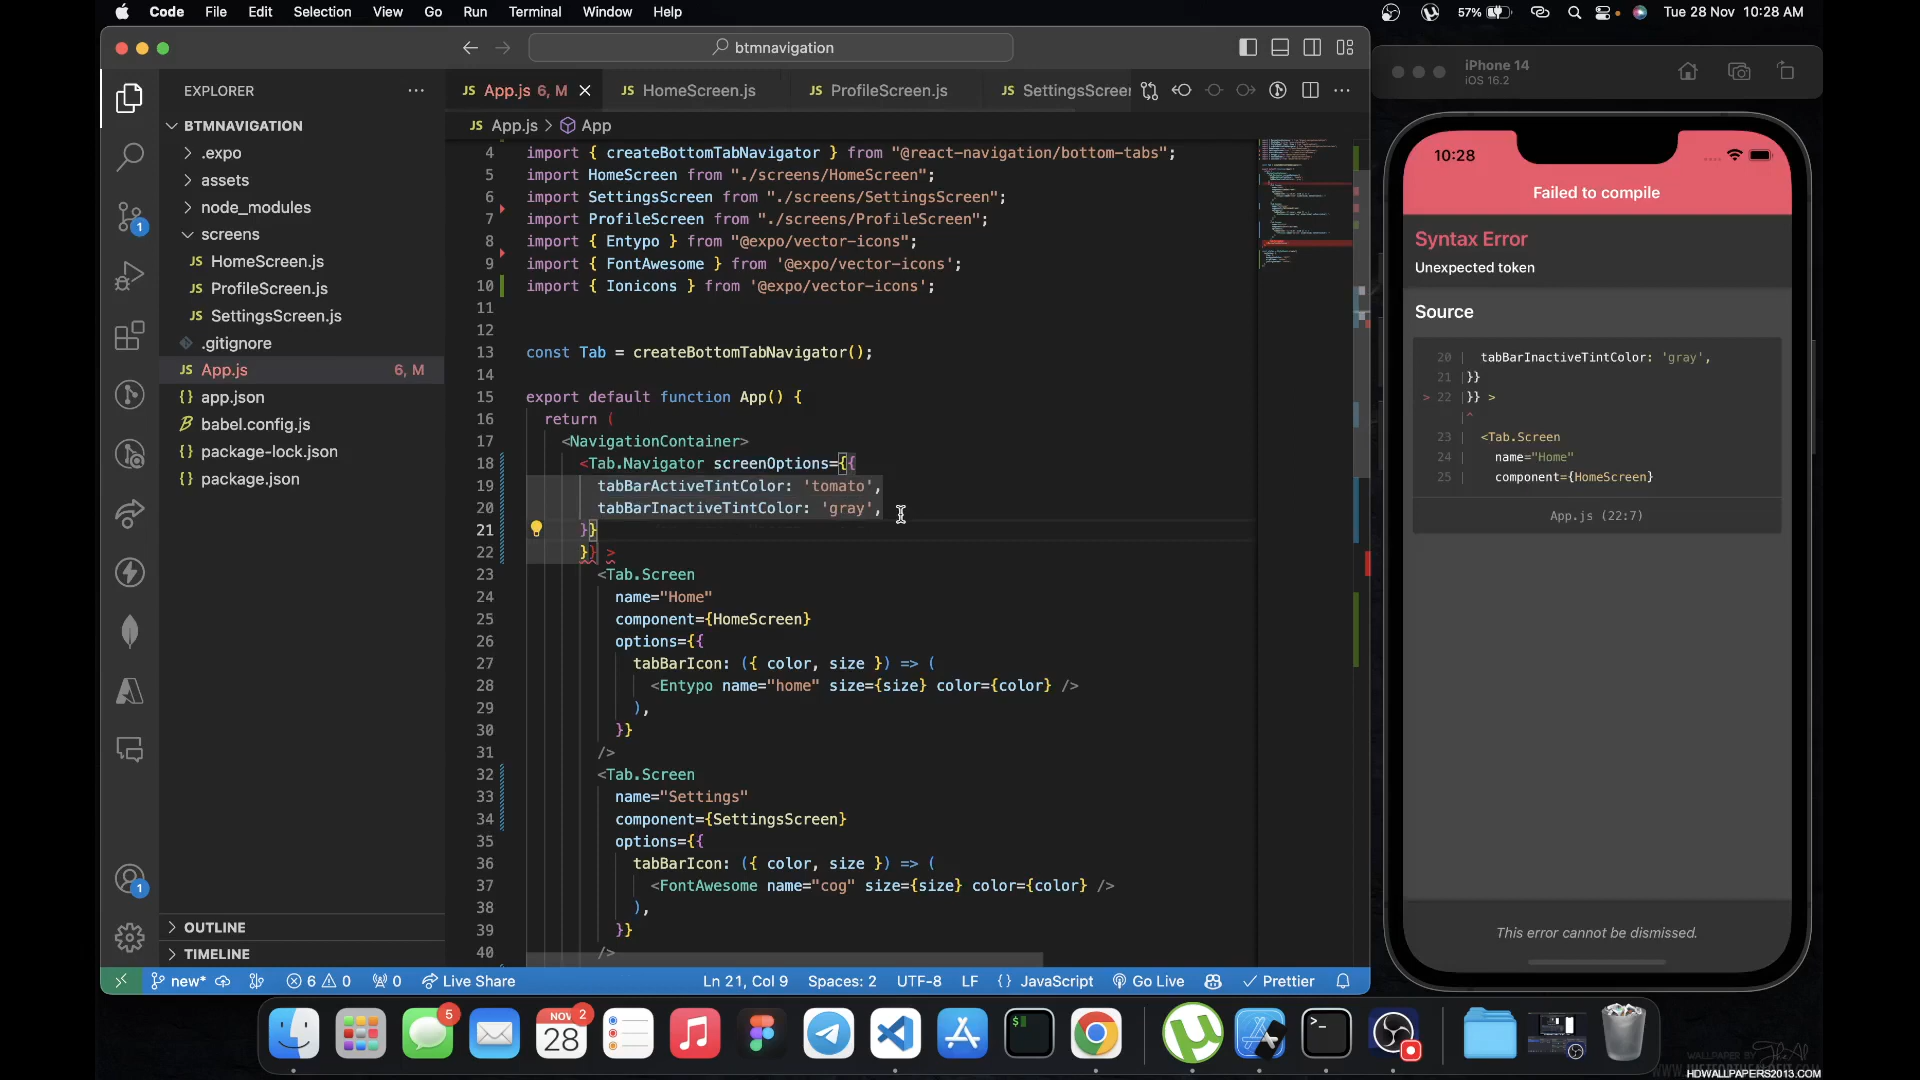 Code File Edit Selection View Go Run Terminal Window Help
57% Tue 28 Nov 10:28 AM
btmnavigation
EXPLORER
App.js 6, M
HomeScreen.js
ProfileScreen.js
SettingsScreen
App.js > App
BTMNAVIGATION
.expo
assets
node_modules
screens
HomeScreen.js
ProfileScreen.js
SettingsScreen.js
.gitignore
App.js 6, M
app.json
babel.config.js
package-lock.json
package.json
OUTLINE
TIMELINE
4 import { createBottomTabNavigator } from "@react-navigation/bottom-tabs";
5 import HomeScreen from "./screens/HomeScreen";
6 import SettingsScreen from "./screens/SettingsScreen";
7 import ProfileScreen from "./screens/ProfileScreen";
8 import { Entypo } from "@expo/vector-icons";
9 import { FontAwesome } from '@expo/vector-icons';
10 import { Ionicons } from '@expo/vector-icons';
11
12
13 const Tab = createBottomTabNavigator();
14
15 export default function App() {
16 return (
17 <NavigationContainer>
18 <Tab.Navigator screenOptions={{
19 tabBarActiveTintColor: 'tomato',
20 tabBarInactiveTintColor: 'gray',
21 }}
22 }} >
23 <Tab.Screen
24 name="Home"
25 component={HomeScreen}
26 options={{
27 tabBarIcon: ({ color, size }) => (
28 <Entypo name="home" size={size} color={color} />
29 ),
30 }}
31 />
32 <Tab.Screen
33 name="Settings"
34 component={SettingsScreen}
35 options={{
36 tabBarIcon: ({ color, size }) => (
37 <FontAwesome name="cog" size={size} color={color} />
38 ),
39 }}
40 />
1
1
new* 6 0 0 Live Share Ln 21, Col 9 Spaces: 2 UTF-8 LF {} JavaScript Go Live Prettier
iPhone 14
iOS 16.2
10:28
Failed to compile
Syntax Error
Unexpected token
Source
20 | tabBarInactiveTintColor: 'gray',
21 |}}
> 22 |}} >
|^
23 | <Tab.Screen
24 | name="Home"
25 | component={HomeScreen}
App.js (22:7)
This error cannot be dismissed.
5
NOV 2
28
HDWALLPAPERS2013.COM